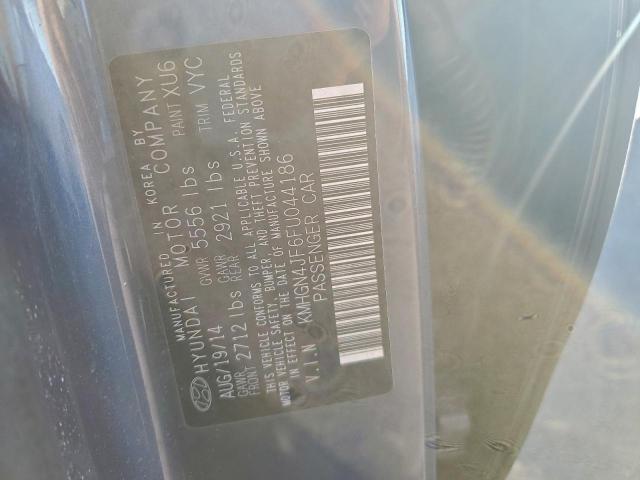 MANUFACTURED IN KOREA BY
HYUNDAI MOTOR COMPANY
AUG/19/14 GVWR 5556 lbs PAINT XU6
GAWR FRONT 2712 lbs GAWR REAR 2921 lbs TRIM VYC
THIS VEHICLE CONFORMS TO ALL APPLICABLE U.S.A. FEDERAL
MOTOR VEHICLE SAFETY, BUMPER, AND THEFT PREVENTION STANDARDS
IN EFFECT ON THE DATE OF MANUFACTURE SHOWN ABOVE
V.I.N KMHGN4JF6FU044186
PASSENGER CAR